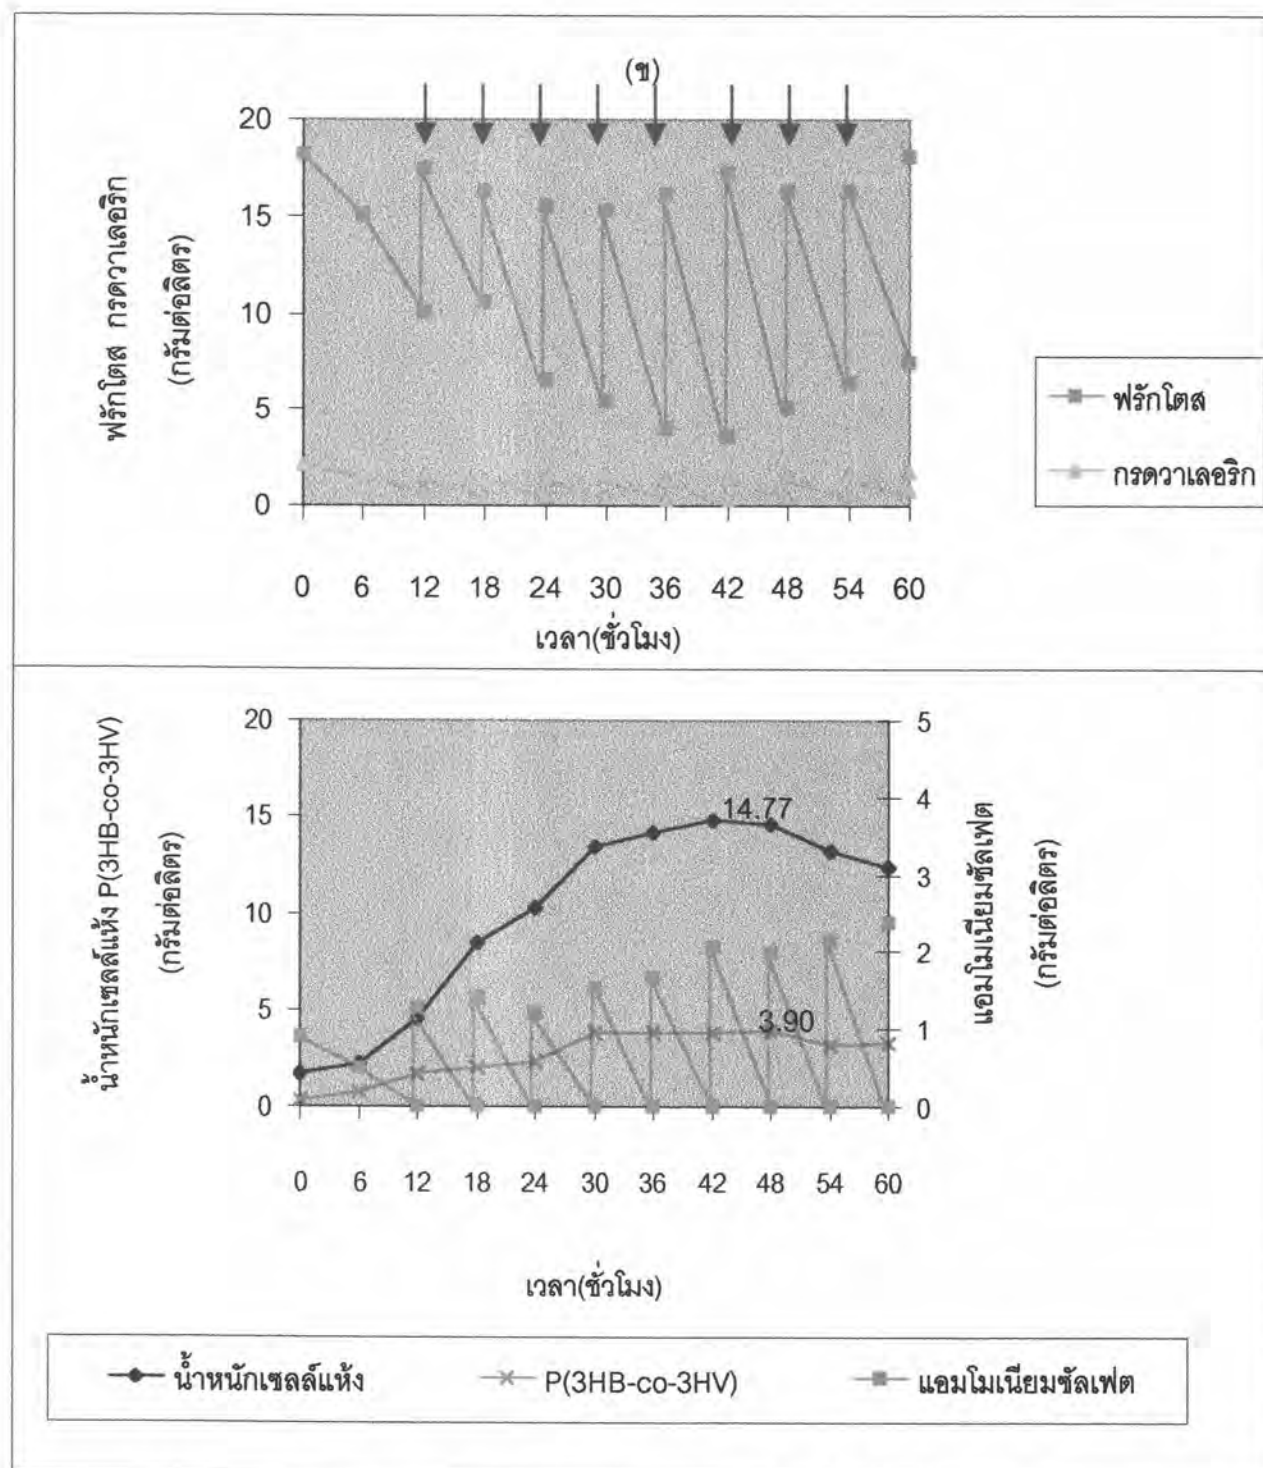 (ข)
ฟรักโตส กรดวาเลอริก
(กรัมต่อลิตร)
20
15
10
5
0
0 6 12 18 24 30 36 42 48 54 60
เวลา(ชั่วโมง)
ฟรักโตส
กรดวาเลอริก
น้ำหนักเซลล์แห้ง P(3HB-co-3HV)
(กรัมต่อลิตร)
20
15
10
5
0
14.77
3.90
5
4
3
2
1
0
แอมโมเนียมซัลเฟต
(กรัมต่อลิตร)
0 6 12 18 24 30 36 42 48 54 60
เวลา(ชั่วโมง)
น้ำหนักเซลล์แห้ง P(3HB-co-3HV) แอมโมเนียมซัลเฟต